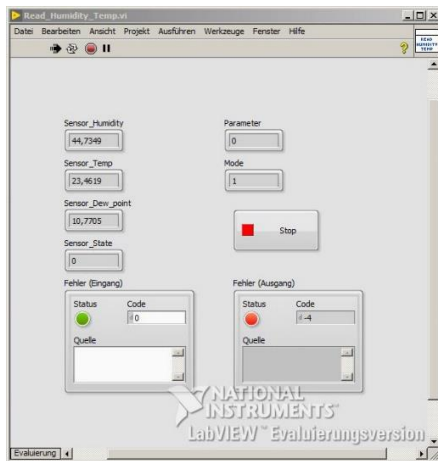 Read_Humidity_Temp.vi
Datei Bearbeiten Ansicht Projekt Ausführen Werkzeuge Fenster Hilfe
READ
HUMIDITY
TEMP
Sensor_Humidity
44,7349
Parameter
0
Sensor_Temp
23,4619
Mode
1
Sensor_Dew_point
10,7705
Stop
Sensor_State
0
Fehler (Eingang)
Status Code
0
Quelle
Fehler (Ausgang)
Status Code
-4
Quelle
NATIONAL
INSTRUMENTS
LabVIEW™ Evaluierungsversion
Evaluierung